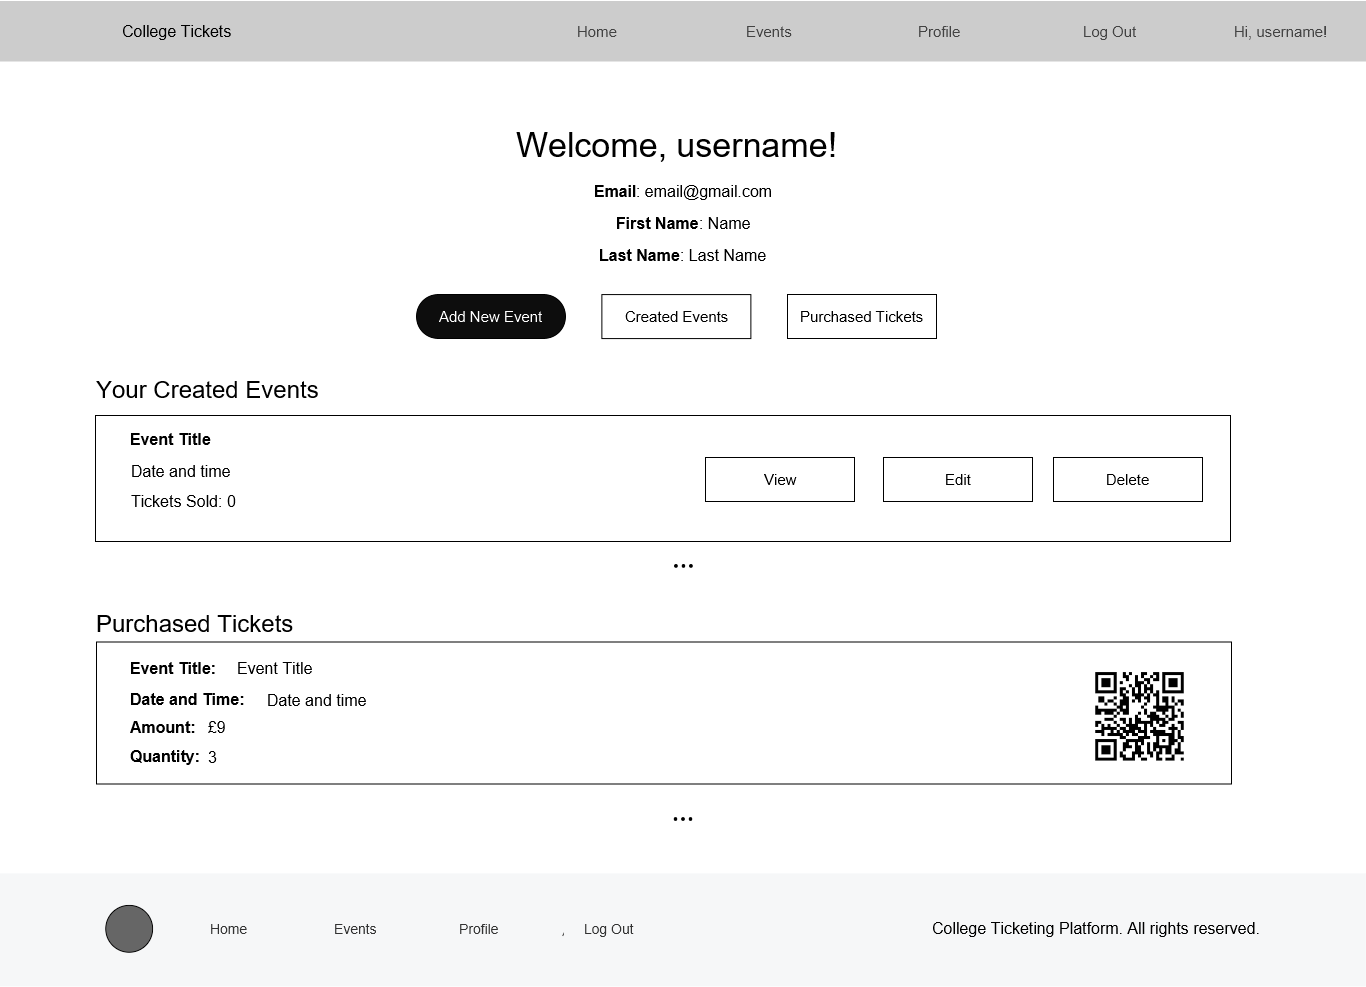 College Tickets Home Events Profile Log Out Hi, username!
Welcome, username!
Email: email@gmail.com
First Name: Name
Last Name: Last Name
Add New Event Created Events Purchased Tickets
Your Created Events
Event Title
Date and time
Tickets Sold: 0
View Edit Delete
...
Purchased Tickets
Event Title: Event Title
Date and Time: Date and time
Amount: £9
Quantity: 3
...
Home Events Profile , Log Out College Ticketing Platform. All rights reserved.